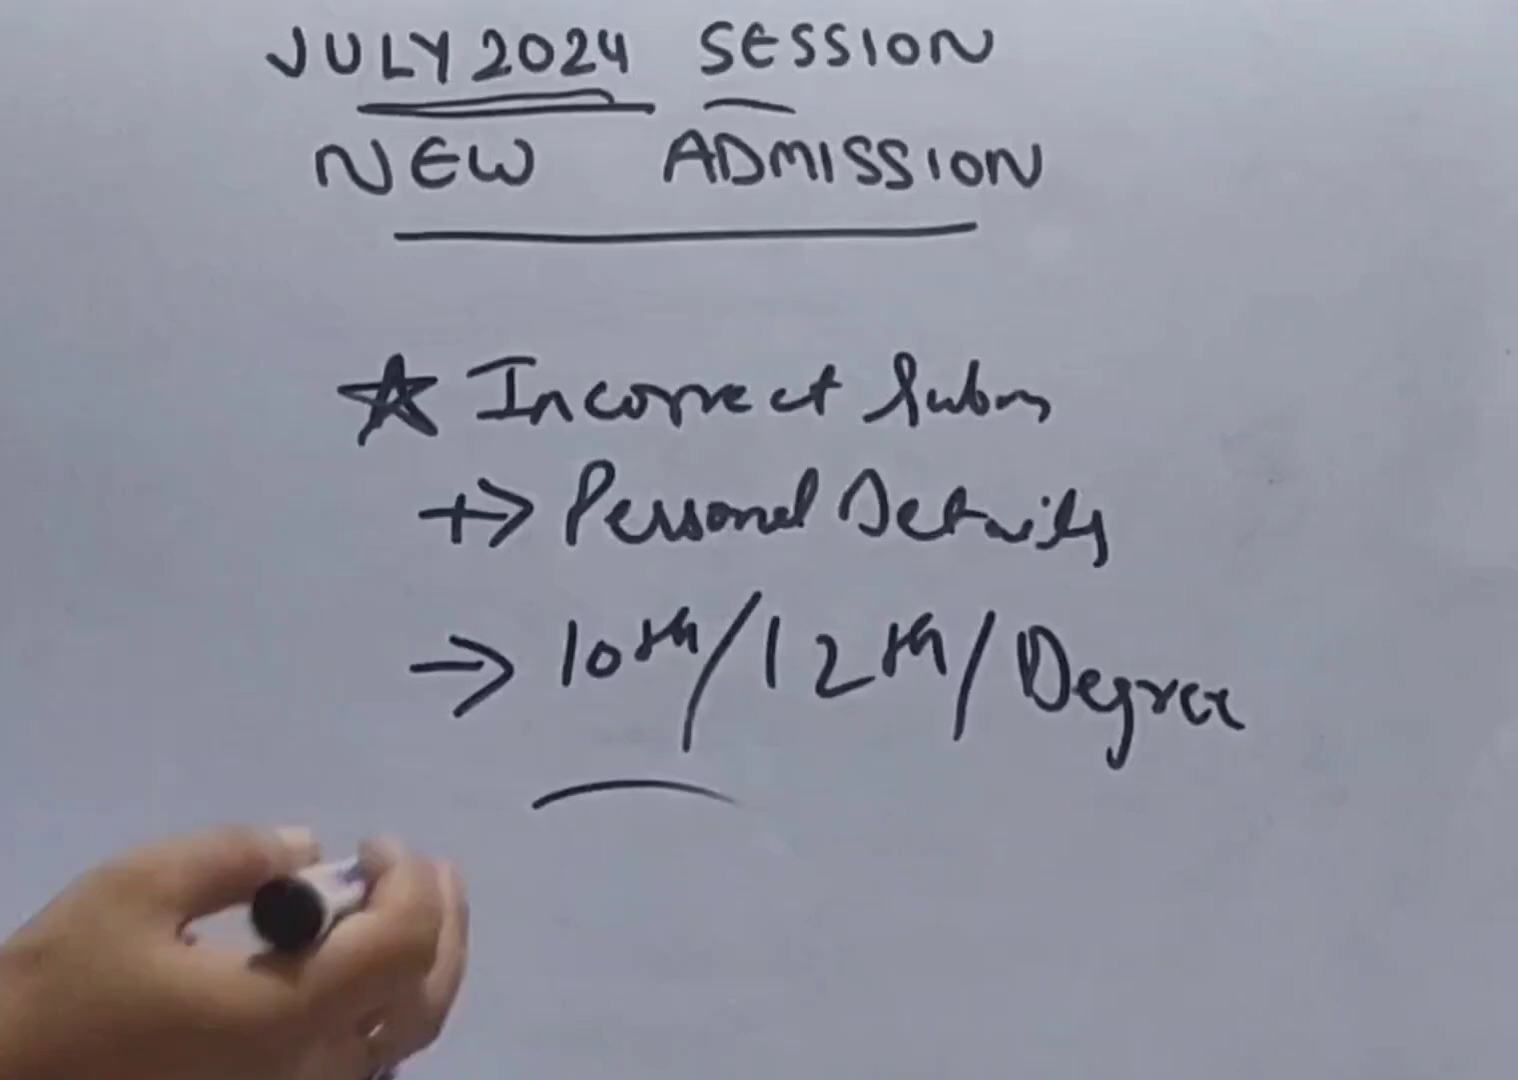 JULY 2024 SESSION
NEW ADMISSION
☆ Incorrect Subm
→ Personal Details
→ 10th/12th/Degree